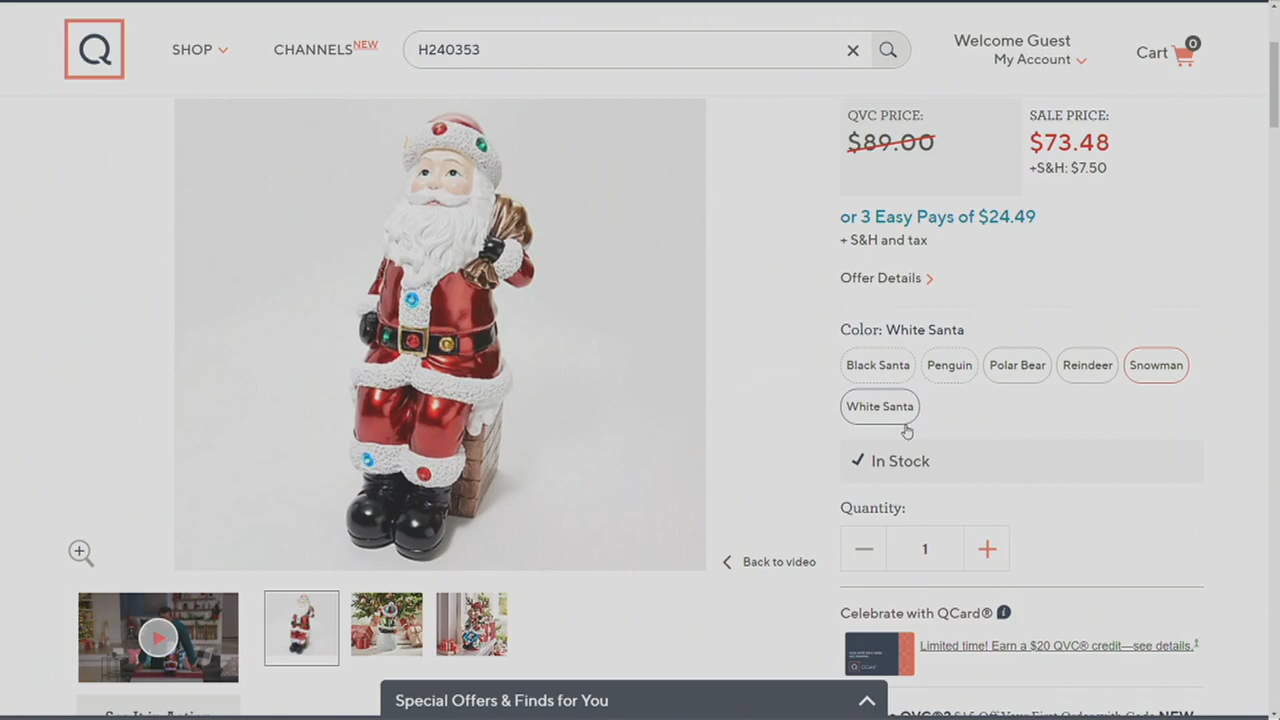 Q
SHOP
CHANNELS NEW
H240353
Welcome Guest
My Account
Cart 0
QVC PRICE:
$89.00
SALE PRICE:
$73.48
+S&H: $7.50
or 3 Easy Pays of $24.49
+ S&H and tax
Offer Details
Color: White Santa
Black Santa
Penguin
Polar Bear
Reindeer
Snowman
White Santa
In Stock
Quantity:
1
Back to video
Celebrate with QCard®
Limited time! Earn a $20 QVC® credit—see details.†
Special Offers & Finds for You